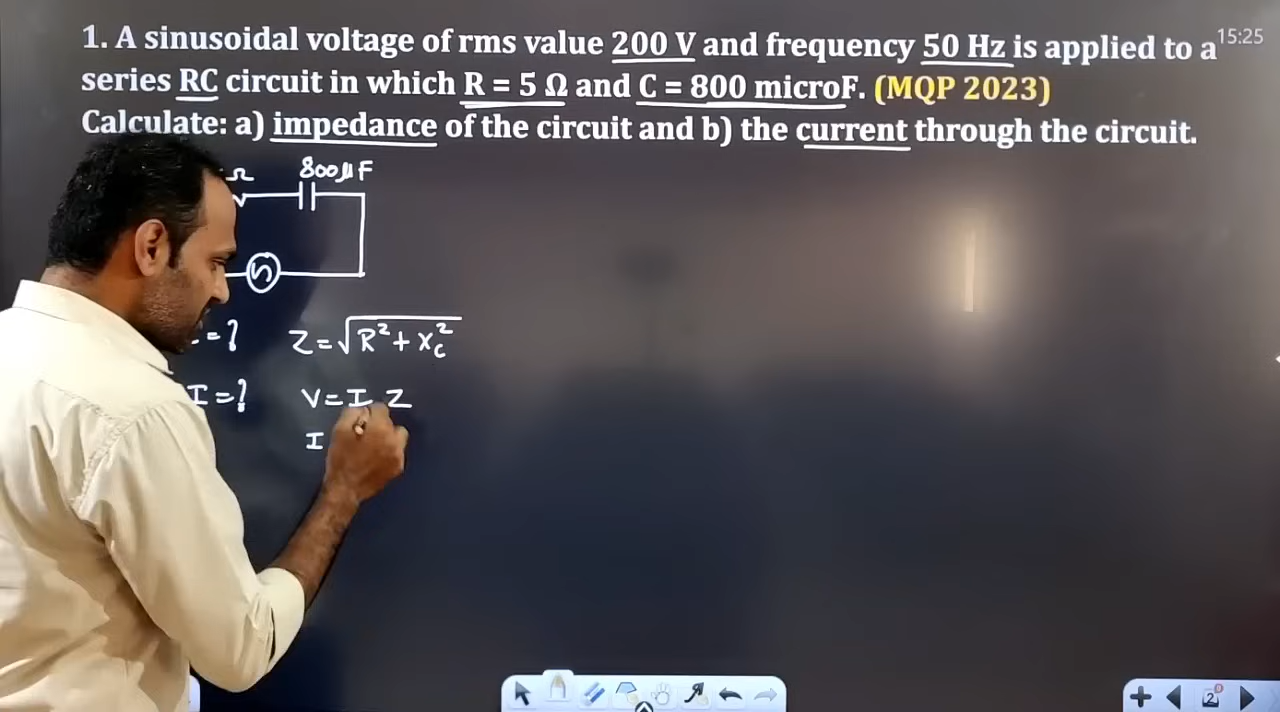 1. A sinusoidal voltage of rms value 200 V and frequency 50 Hz is applied to a
15:25
series RC circuit in which R = 5 Ω and C = 800 microF. (MQP 2023)
Calculate: a) impedance of the circuit and b) the current through the circuit.
Ω 800μF
= ? Z = √R² + X_C²
I = ? V = I Z
I
2